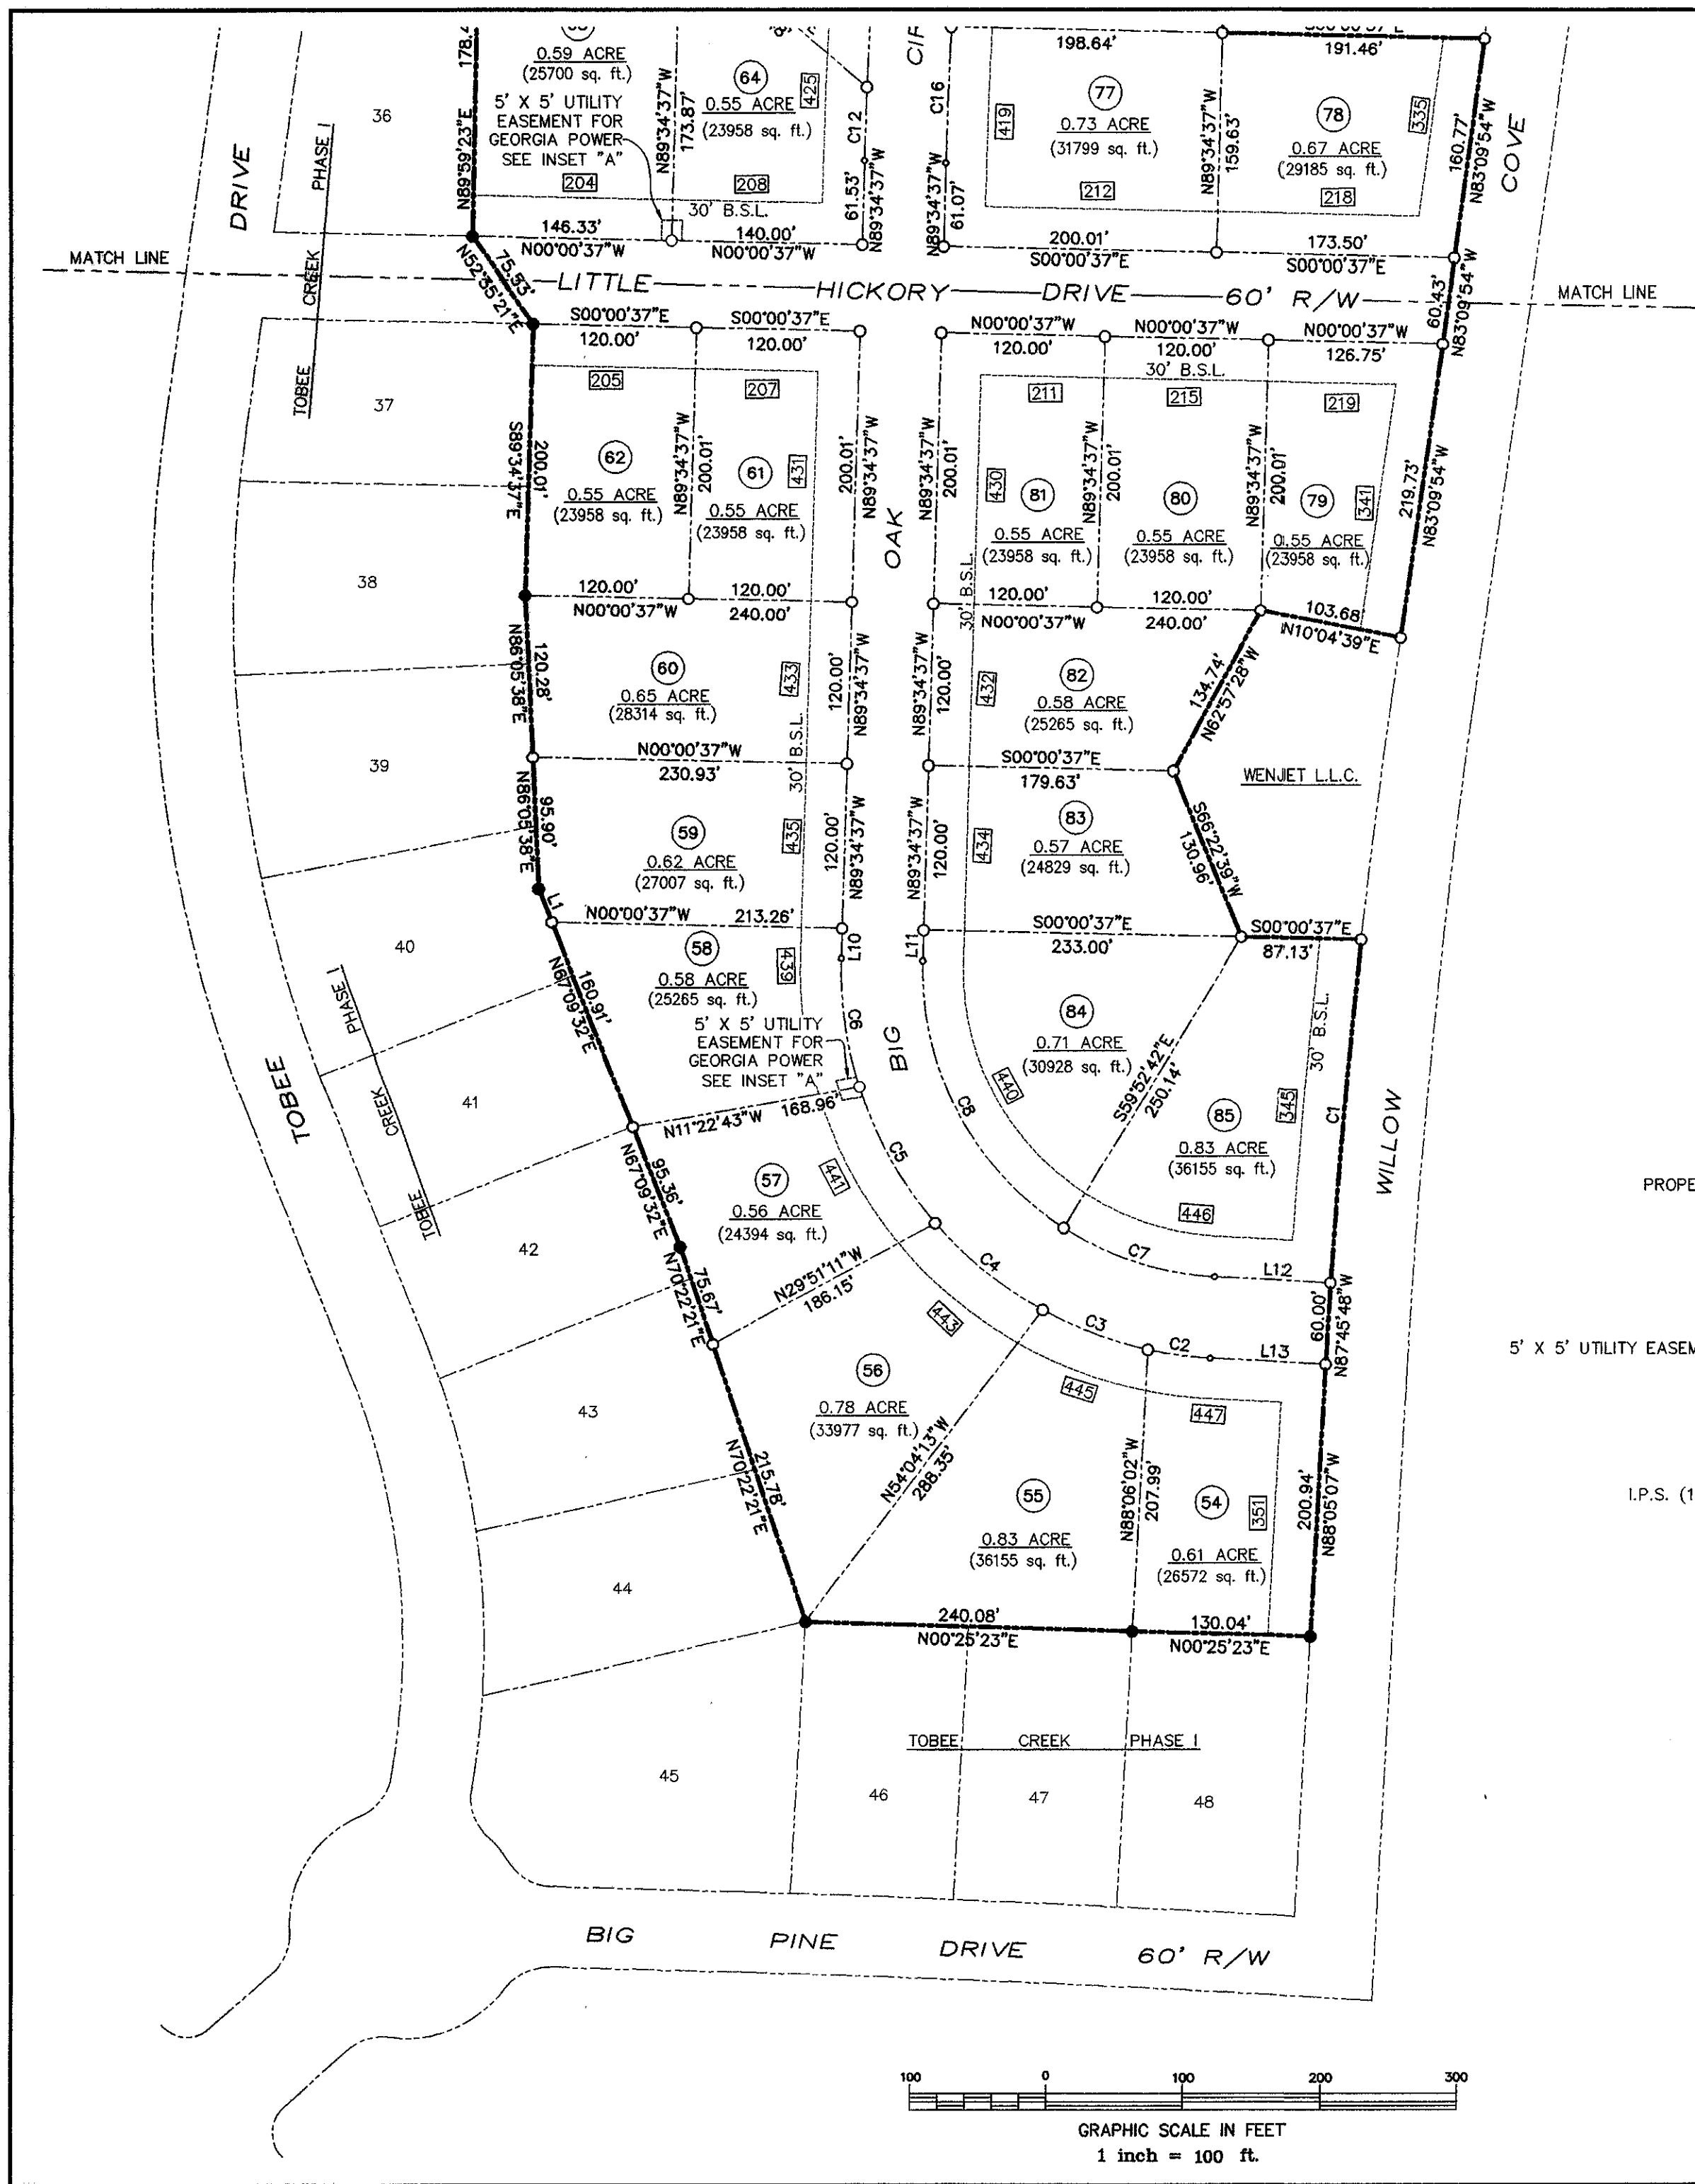 178.4
0.59 ACRE
(25700 sq. ft.)
5' X 5' UTILITY
EASEMENT FOR
GEORGIA POWER
SEE INSET "A"
204
N89°59'23"E
N89°34'37"W
173.87'
64
0.55 ACRE
(23958 sq. ft.)
425
208
30' B.S.L.
C12
61.53'
N89°34'37"W
CIR
C16
N89°34'37"W
61.07'
198.64'
419
77
0.73 ACRE
(31799 sq. ft.)
212
N89°34'37"W
159.63'
S00°00'37"E
191.46'
78
0.67 ACRE
(29185 sq. ft.)
335
218
160.77'
N83°09'54"W
COVE
DRIVE
36
TOBEE CREEK PHASE I
146.33'
N00°00'37"W
140.00'
N00°00'37"W
200.01'
S00°00'37"E
173.50'
S00°00'37"E
MATCH LINE
75.53'
N52°35'21"E
LITTLE HICKORY DRIVE 60' R/W
60.43'
N83°09'54"W
MATCH LINE
S00°00'37"E
120.00'
S00°00'37"E
120.00'
N00°00'37"W
120.00'
N00°00'37"W
120.00'
N00°00'37"W
126.75'
30' B.S.L.
205
207
211
215
219
37
200.01'
S89°34'37"E
62
0.55 ACRE
(23958 sq. ft.)
N89°34'37"W
200.01'
61
0.55 ACRE
(23958 sq. ft.)
431
N89°34'37"W
200.01'
OAK
N89°34'37"W
200.01'
430
81
0.55 ACRE
(23958 sq. ft.)
N89°34'37"W
200.01'
80
0.55 ACRE
(23958 sq. ft.)
N89°34'37"W
200.01'
79
0.55 ACRE
(23958 sq. ft.)
341
219.73'
N83°09'54"W
38
120.00'
N00°00'37"W
120.00'
240.00'
120.00'
N00°00'37"W
120.00'
240.00'
103.68'
N10°04'39"E
30' B.S.L.
120.28'
N86°05'38"E
60
0.65 ACRE
(28314 sq. ft.)
433
N89°34'37"W
120.00'
N89°34'37"W
120.00'
432
82
0.58 ACRE
(25265 sq. ft.)
134.74'
N62°57'28"W
39
N00°00'37"W
230.93'
30' B.S.L.
S00°00'37"E
179.63'
WENJET L.L.C.
95.90'
N86°05'38"E
59
0.62 ACRE
(27007 sq. ft.)
435
N89°34'37"W
120.00'
N89°34'37"W
120.00'
434
83
0.57 ACRE
(24829 sq. ft.)
S66°22'39"W
130.96'
L1
N00°00'37"W 213.26'
L10
L11
S00°00'37"E
233.00'
S00°00'37"E
87.13'
40
58
0.58 ACRE
(25265 sq. ft.)
439
C6
160.91'
N67°09'32"E
PHASE I
CREEK
TOBEE
5' X 5' UTILITY
EASEMENT FOR
GEORGIA POWER
SEE INSET "A"
BIG
84
0.71 ACRE
(30928 sq. ft.)
440
C8
S59°52'42"E
250.14'
30' B.S.L.
345
C1
41
TOBEE
N11°22'43"W
168.96'
C5
85
0.83 ACRE
(36155 sq. ft.)
446
WILLOW
PROPE
95.36'
N67°09'32"E
57
0.56 ACRE
(24394 sq. ft.)
441
42
N29°51'11"W
186.15'
C4
C7
L12
75.67'
N70°22'21"E
443
C3
C2
L13
60.00'
N87°45'48"W
5' X 5' UTILITY EASEM
43
56
0.78 ACRE
(33977 sq. ft.)
445
447
215.78'
N70°22'21"E
N54°04'13"W
288.35'
55
0.83 ACRE
(36155 sq. ft.)
N88°06'02"W
207.99'
54
0.61 ACRE
(26572 sq. ft.)
351
200.94'
N88°05'07"W
I.P.S. (1
44
240.08'
N00°25'23"E
130.04'
N00°25'23"E
TOBEE CREEK PHASE I
45
46
47
48
BIG PINE DRIVE 60' R/W
100 0 100 200 300
GRAPHIC SCALE IN FEET
1 inch = 100 ft.